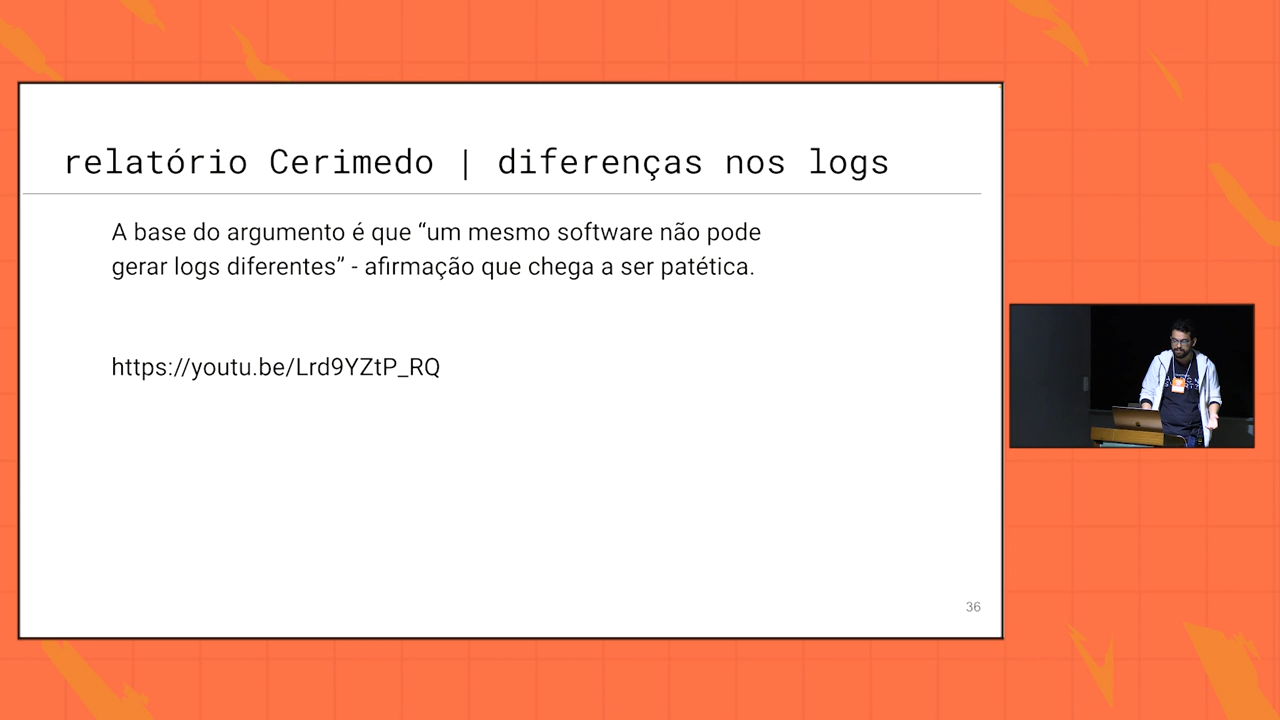 relatório Cerimedo | diferenças nos logs
A base do argumento é que “um mesmo software não pode
gerar logs diferentes” - afirmação que chega a ser patética.
https://youtu.be/Lrd9YZtP_RQ
36